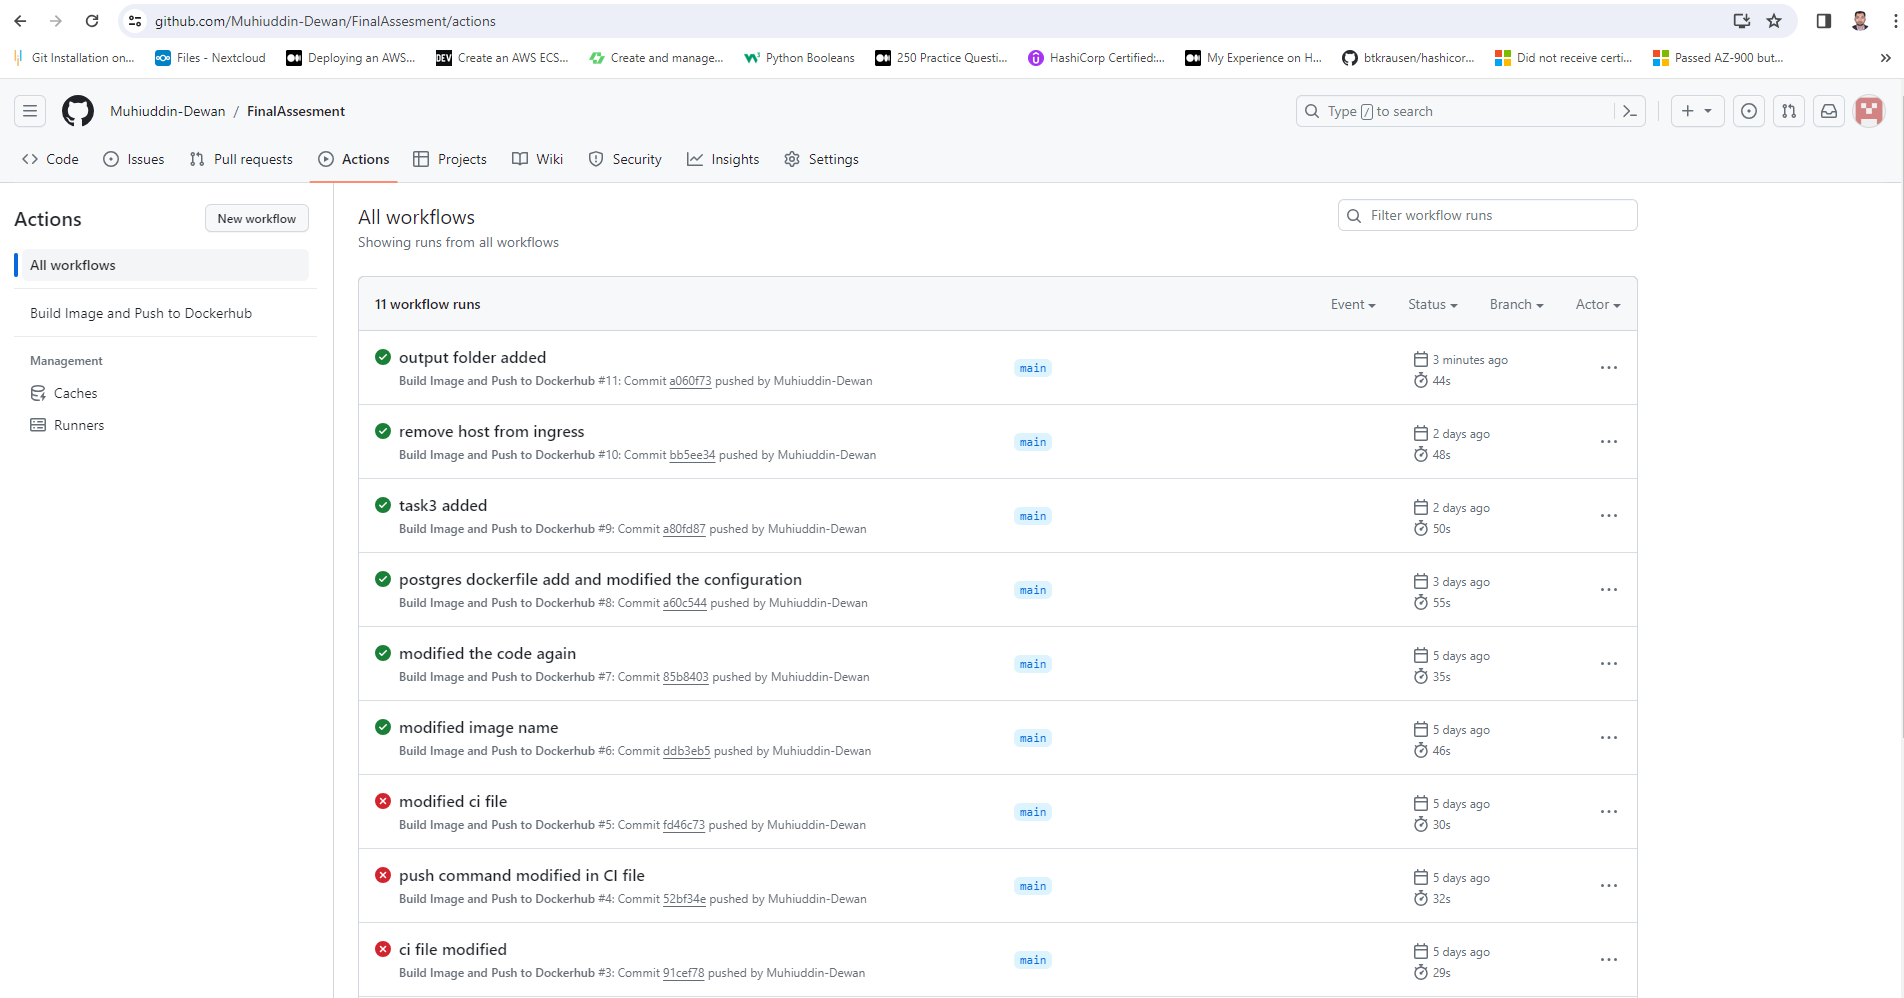 github.com/Muhiuddin-Dewan/FinalAssesment/actions
Git Installation on... Files - Nextcloud Deploying an AWS... DEV Create an AWS ECS... Create and manage... Python Booleans 250 Practice Questi... HashiCorp Certified:... My Experience on H... btkrausen/hashicor... Did not receive certi... Passed AZ-900 but... »
Muhiuddin-Dewan / FinalAssesment Type / to search
Code Issues Pull requests Actions Projects Wiki Security Insights Settings
Actions New workflow
All workflows
Build Image and Push to Dockerhub
Management
Caches
Runners
All workflows
Showing runs from all workflows
Filter workflow runs
11 workflow runs Event Status Branch Actor
output folder added
Build Image and Push to Dockerhub #11: Commit a060f73 pushed by Muhiuddin-Dewan
main
3 minutes ago
44s
remove host from ingress
Build Image and Push to Dockerhub #10: Commit bb5ee34 pushed by Muhiuddin-Dewan
main
2 days ago
48s
task3 added
Build Image and Push to Dockerhub #9: Commit a80fd87 pushed by Muhiuddin-Dewan
main
2 days ago
50s
postgres dockerfile add and modified the configuration
Build Image and Push to Dockerhub #8: Commit a60c544 pushed by Muhiuddin-Dewan
main
3 days ago
55s
modified the code again
Build Image and Push to Dockerhub #7: Commit 85b8403 pushed by Muhiuddin-Dewan
main
5 days ago
35s
modified image name
Build Image and Push to Dockerhub #6: Commit ddb3eb5 pushed by Muhiuddin-Dewan
main
5 days ago
46s
modified ci file
Build Image and Push to Dockerhub #5: Commit fd46c73 pushed by Muhiuddin-Dewan
main
5 days ago
30s
push command modified in CI file
Build Image and Push to Dockerhub #4: Commit 52bf34e pushed by Muhiuddin-Dewan
main
5 days ago
32s
ci file modified
Build Image and Push to Dockerhub #3: Commit 91cef78 pushed by Muhiuddin-Dewan
main
5 days ago
29s